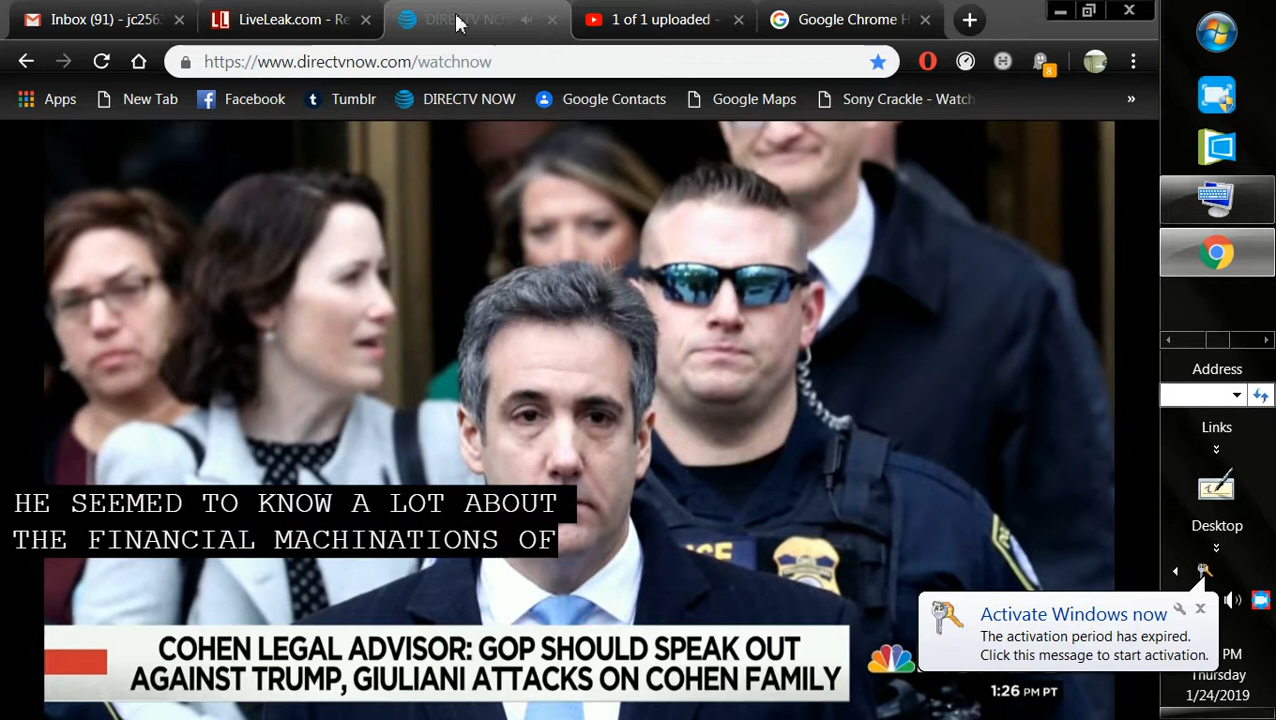 Inbox (91) - jc256
LiveLeak.com - Re
DIRECTV NO
1 of 1 uploaded -
Google Chrome H
https://www.directvnow.com/watchnow
8
Apps
New Tab
Facebook
Tumblr
DIRECTV NOW
Google Contacts
Google Maps
Sony Crackle - Watch
»
Address
Links
Desktop
HE SEEMED TO KNOW A LOT ABOUT
THE FINANCIAL MACHINATIONS OF
COHEN LEGAL ADVISOR: GOP SHOULD SPEAK OUT
AGAINST TRUMP, GIULIANI ATTACKS ON COHEN FAMILY
1:26 PM PT
Activate Windows now
The activation period has expired.
Click this message to start activation.
PM
Thursday
1/24/2019